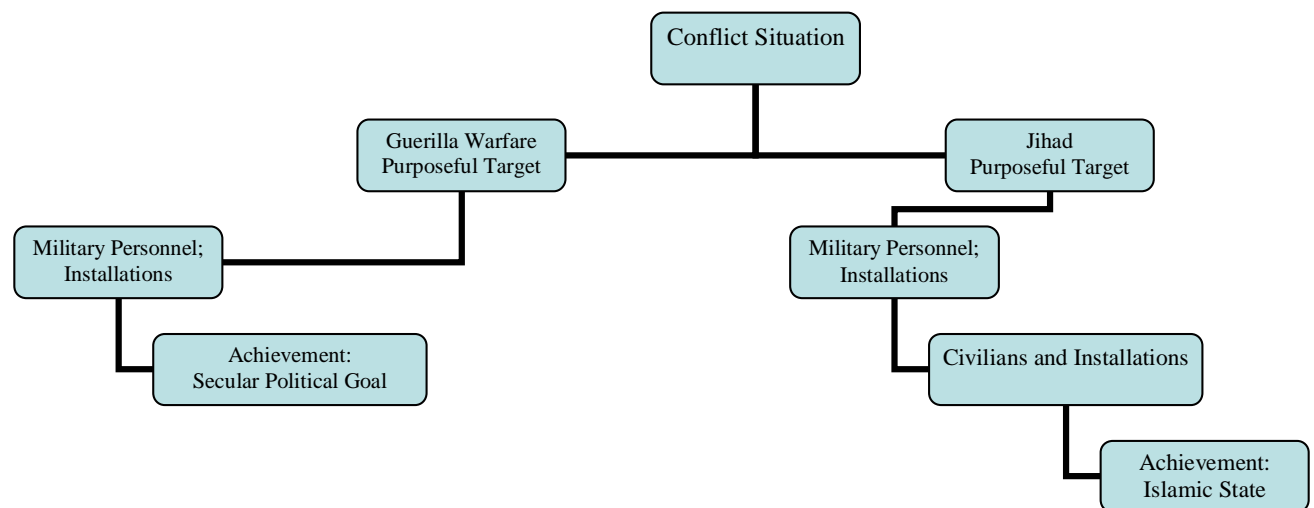 Conflict Situation
Guerilla Warfare
Purposeful Target
Jihad
Purposeful Target
Military Personnel;
Installations
Military Personnel;
Installations
Achievement:
Secular Political Goal
Civilians and Installations
Achievement:
Islamic State